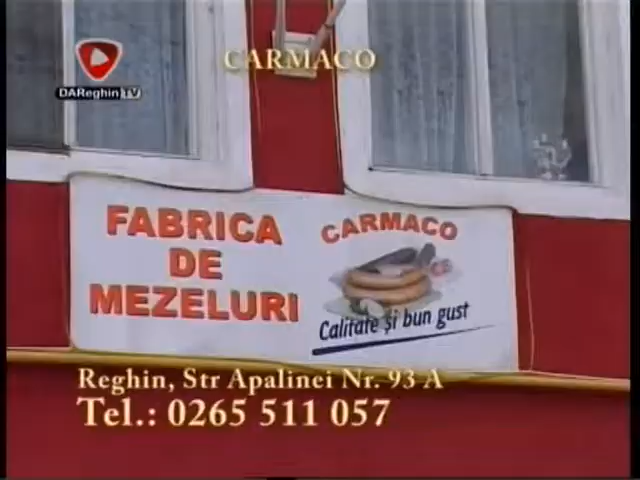 CARMACO
DAReghin TV
FABRICA
DE
MEZELURI
CARMACO
Calitate și bun gust
Reghin, Str Apalinei Nr. 93 A
Tel.: 0265 511 057